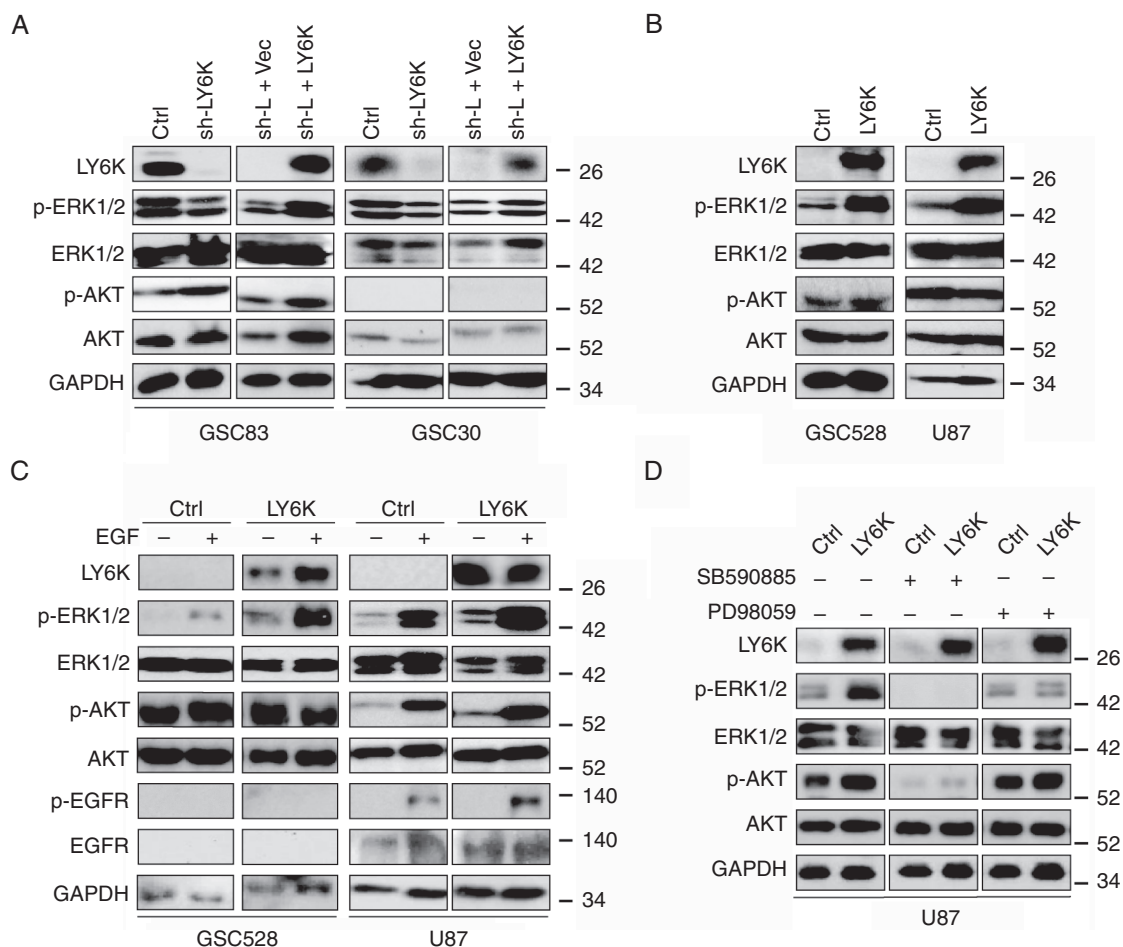 A
Ctrl
sh-LY6K
sh-L + Vec
sh-L + LY6K
Ctrl
sh-LY6K
sh-L + Vec
sh-L + LY6K
LY6K
26
p-ERK1/2
42
ERK1/2
42
p-AKT
52
AKT
52
GAPDH
34
GSC83 GSC30
B
Ctrl
LY6K
Ctrl
LY6K
LY6K
26
p-ERK1/2
42
ERK1/2
42
p-AKT
52
AKT
52
GAPDH
34
GSC528 U87
C
Ctrl LY6K Ctrl LY6K
EGF – + – + – + – +
LY6K
26
p-ERK1/2
42
ERK1/2
42
p-AKT
52
AKT
52
p-EGFR
140
EGFR
140
GAPDH
34
GSC528 U87
D
Ctrl
LY6K
Ctrl
LY6K
Ctrl
LY6K
SB590885 – – + + – –
PD98059 – – – – + +
LY6K
26
p-ERK1/2
42
ERK1/2
42
p-AKT
52
AKT
52
GAPDH
34
U87